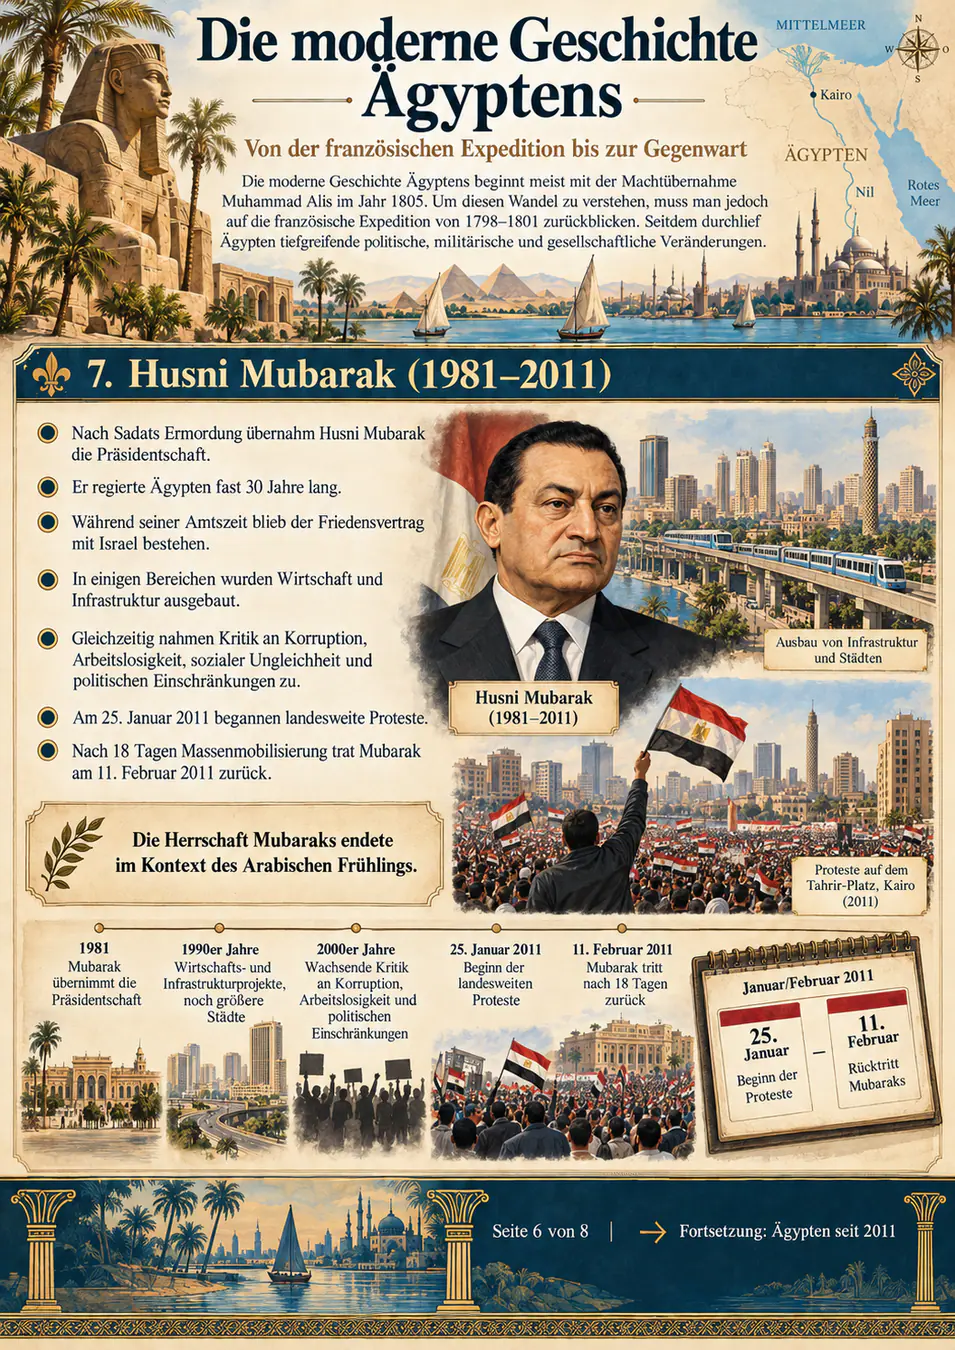 Die moderne Geschichte
Ägyptens
Von der französischen Expedition bis zur Gegenwart
Die moderne Geschichte Ägyptens beginnt meist mit der Machtübernahme
Muhammad Alis im Jahr 1805. Um diesen Wandel zu verstehen, muss man jedoch
auf die französische Expedition von 1798–1801 zurückblicken. Seitdem durchlief
Ägypten tiefgreifende politische, militärische und gesellschaftliche Veränderungen.
MITTELMEER
N
W
O
S
Kairo
ÄGYPTEN
Nil
Rotes
Meer
7. Husni Mubarak (1981–2011)
Nach Sadats Ermordung übernahm Husni Mubarak
die Präsidentschaft.
Er regierte Ägypten fast 30 Jahre lang.
Während seiner Amtszeit blieb der Friedensvertrag
mit Israel bestehen.
In einigen Bereichen wurden Wirtschaft und
Infrastruktur ausgebaut.
Gleichzeitig nahmen Kritik an Korruption,
Arbeitslosigkeit, sozialer Ungleichheit und
politischen Einschränkungen zu.
Am 25. Januar 2011 begannen landesweite Proteste.
Nach 18 Tagen Massenmobilisierung trat Mubarak
am 11. Februar 2011 zurück.
Ausbau von Infrastruktur
und Städten
Husni Mubarak
(1981–2011)
Proteste auf dem
Tahrir-Platz, Kairo
(2011)
Die Herrschaft Mubaraks endete
im Kontext des Arabischen Frühlings.
1981
Mubarak
übernimmt die
Präsidentschaft
1990er Jahre
Wirtschafts- und
Infrastrukturprojekte,
noch größere
Städte
2000er Jahre
Wachsende Kritik
an Korruption,
Arbeitslosigkeit und
politischen
Einschränkungen
25. Januar 2011
Beginn der
landesweiten
Proteste
11. Februar 2011
Mubarak tritt
nach 18 Tagen
zurück
Januar/Februar 2011
25.
Januar
Beginn der
Proteste
–
11.
Februar
Rücktritt
Mubaraks
Seite 6 von 8 | → Fortsetzung: Ägypten seit 2011